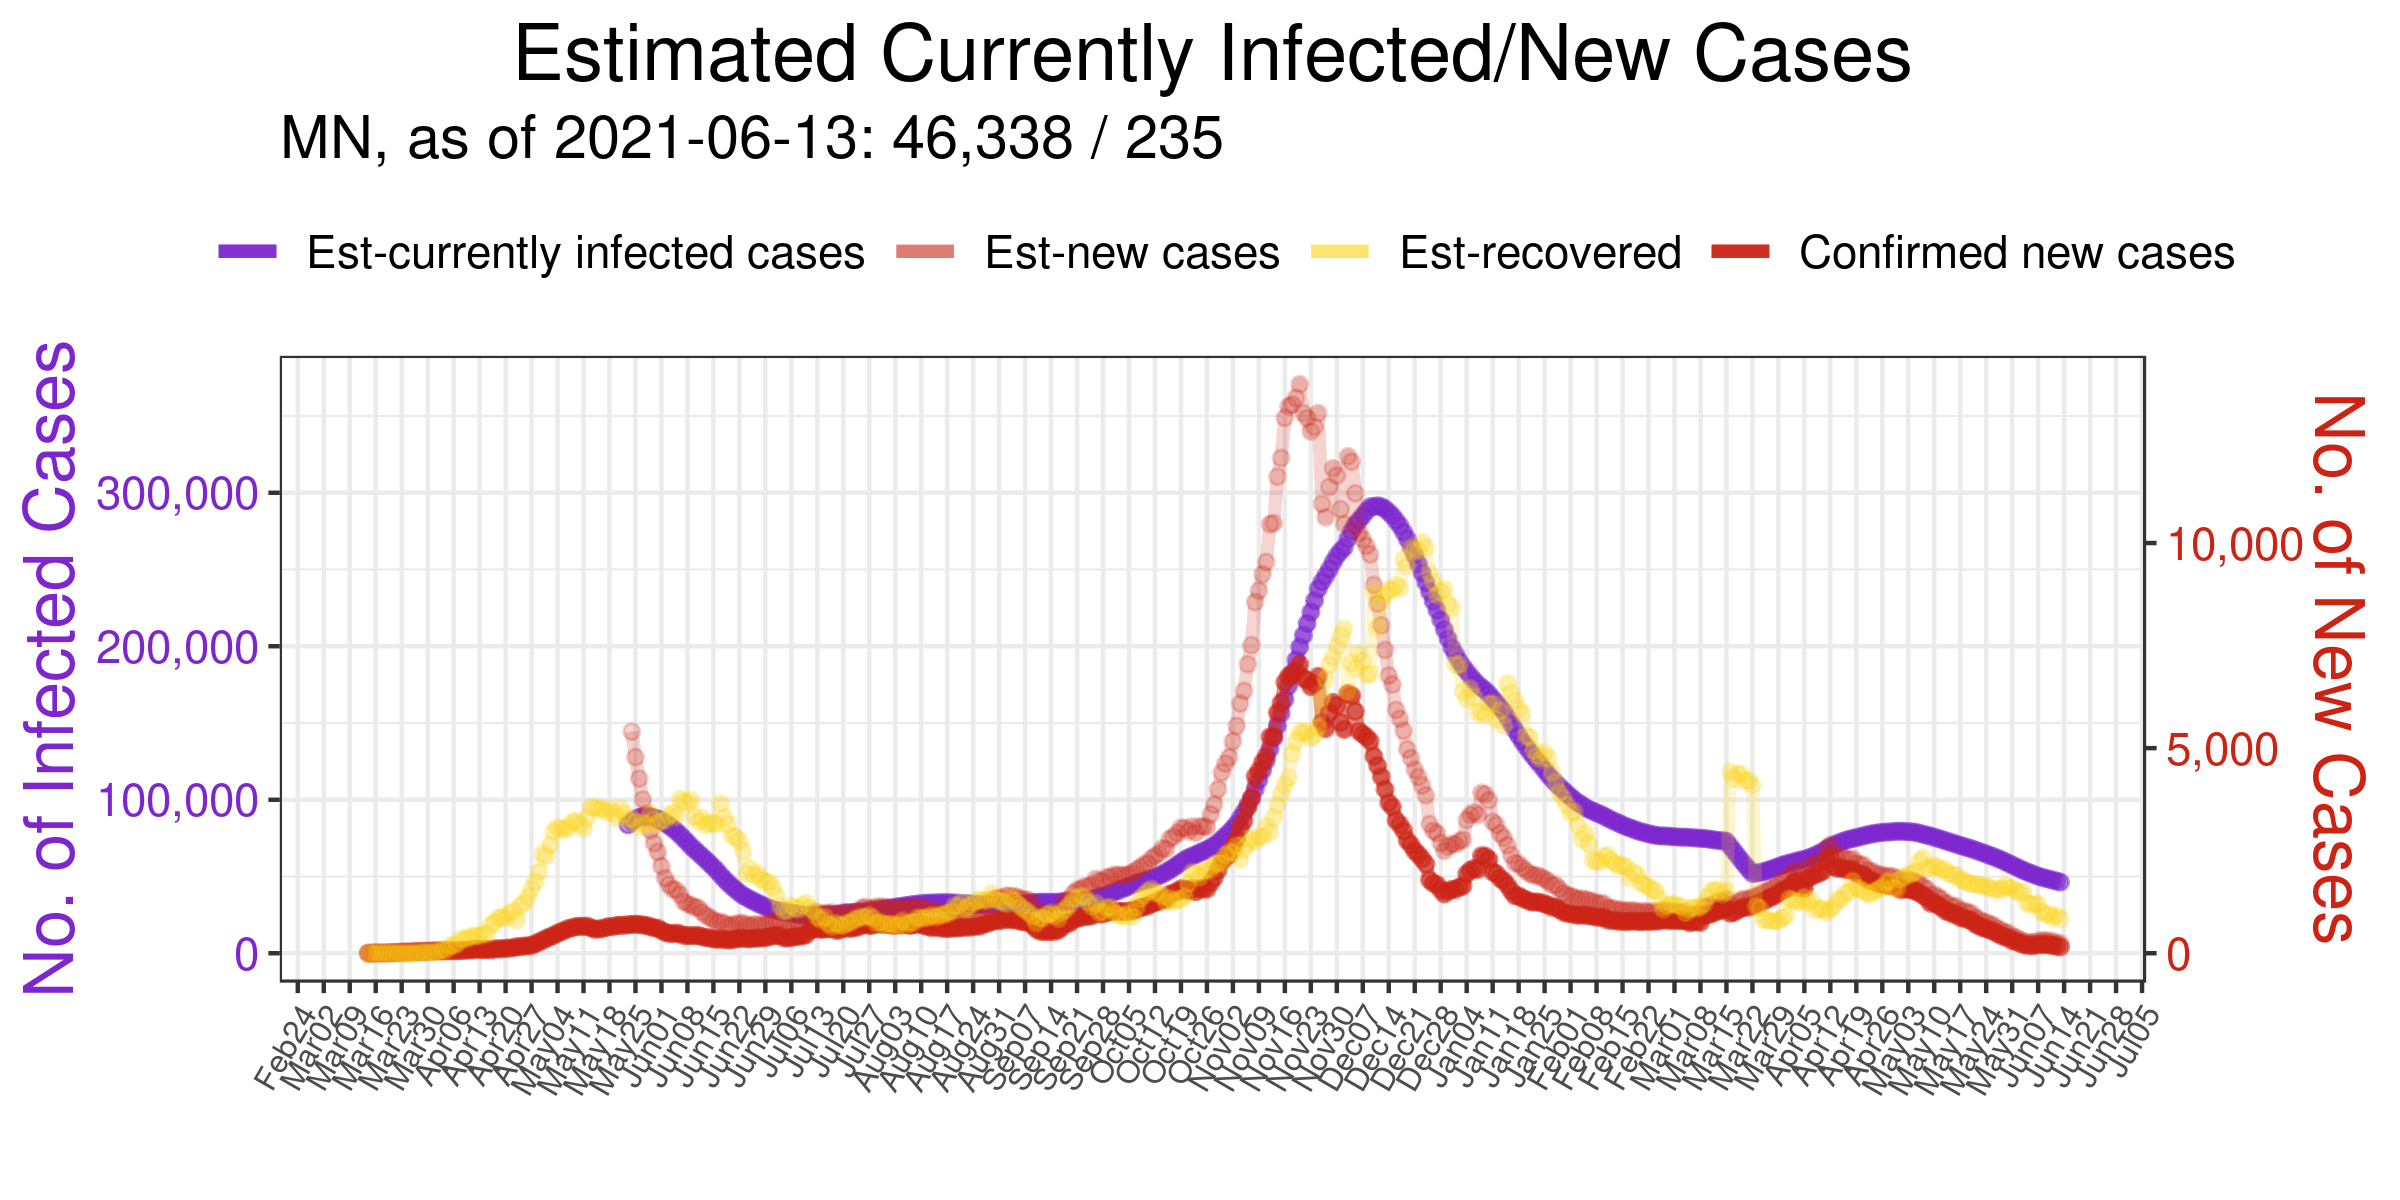 Estimated Currently Infected/New Cases
MN, as of 2021-06-13: 46,338 / 235
Est-currently infected cases Est-new cases Est-recovered Confirmed new cases
No. of Infected Cases
300,000
200,000
100,000
0
10,000
5,000
0
No. of New Cases
Feb24 Mar02 Mar09 Mar16 Mar23 Mar30 Apr06 Apr13 Apr20 Apr27 May04 May11 May18 May25 Jun01 Jun08 Jun15 Jun22 Jun29 Jul06 Jul13 Jul20 Jul27 Aug03 Aug10 Aug17 Aug24 Aug31 Sep07 Sep14 Sep21 Sep28 Oct05 Oct12 Oct19 Oct26 Nov02 Nov09 Nov16 Nov23 Nov30 Dec07 Dec14 Dec21 Dec28 Jan04 Jan11 Jan18 Jan25 Feb01 Feb08 Feb15 Feb22 Mar01 Mar08 Mar15 Mar22 Mar29 Apr05 Apr12 Apr19 Apr26 May03 May10 May17 May24 May31 Jun07 Jun14 Jun21 Jun28 Jul05